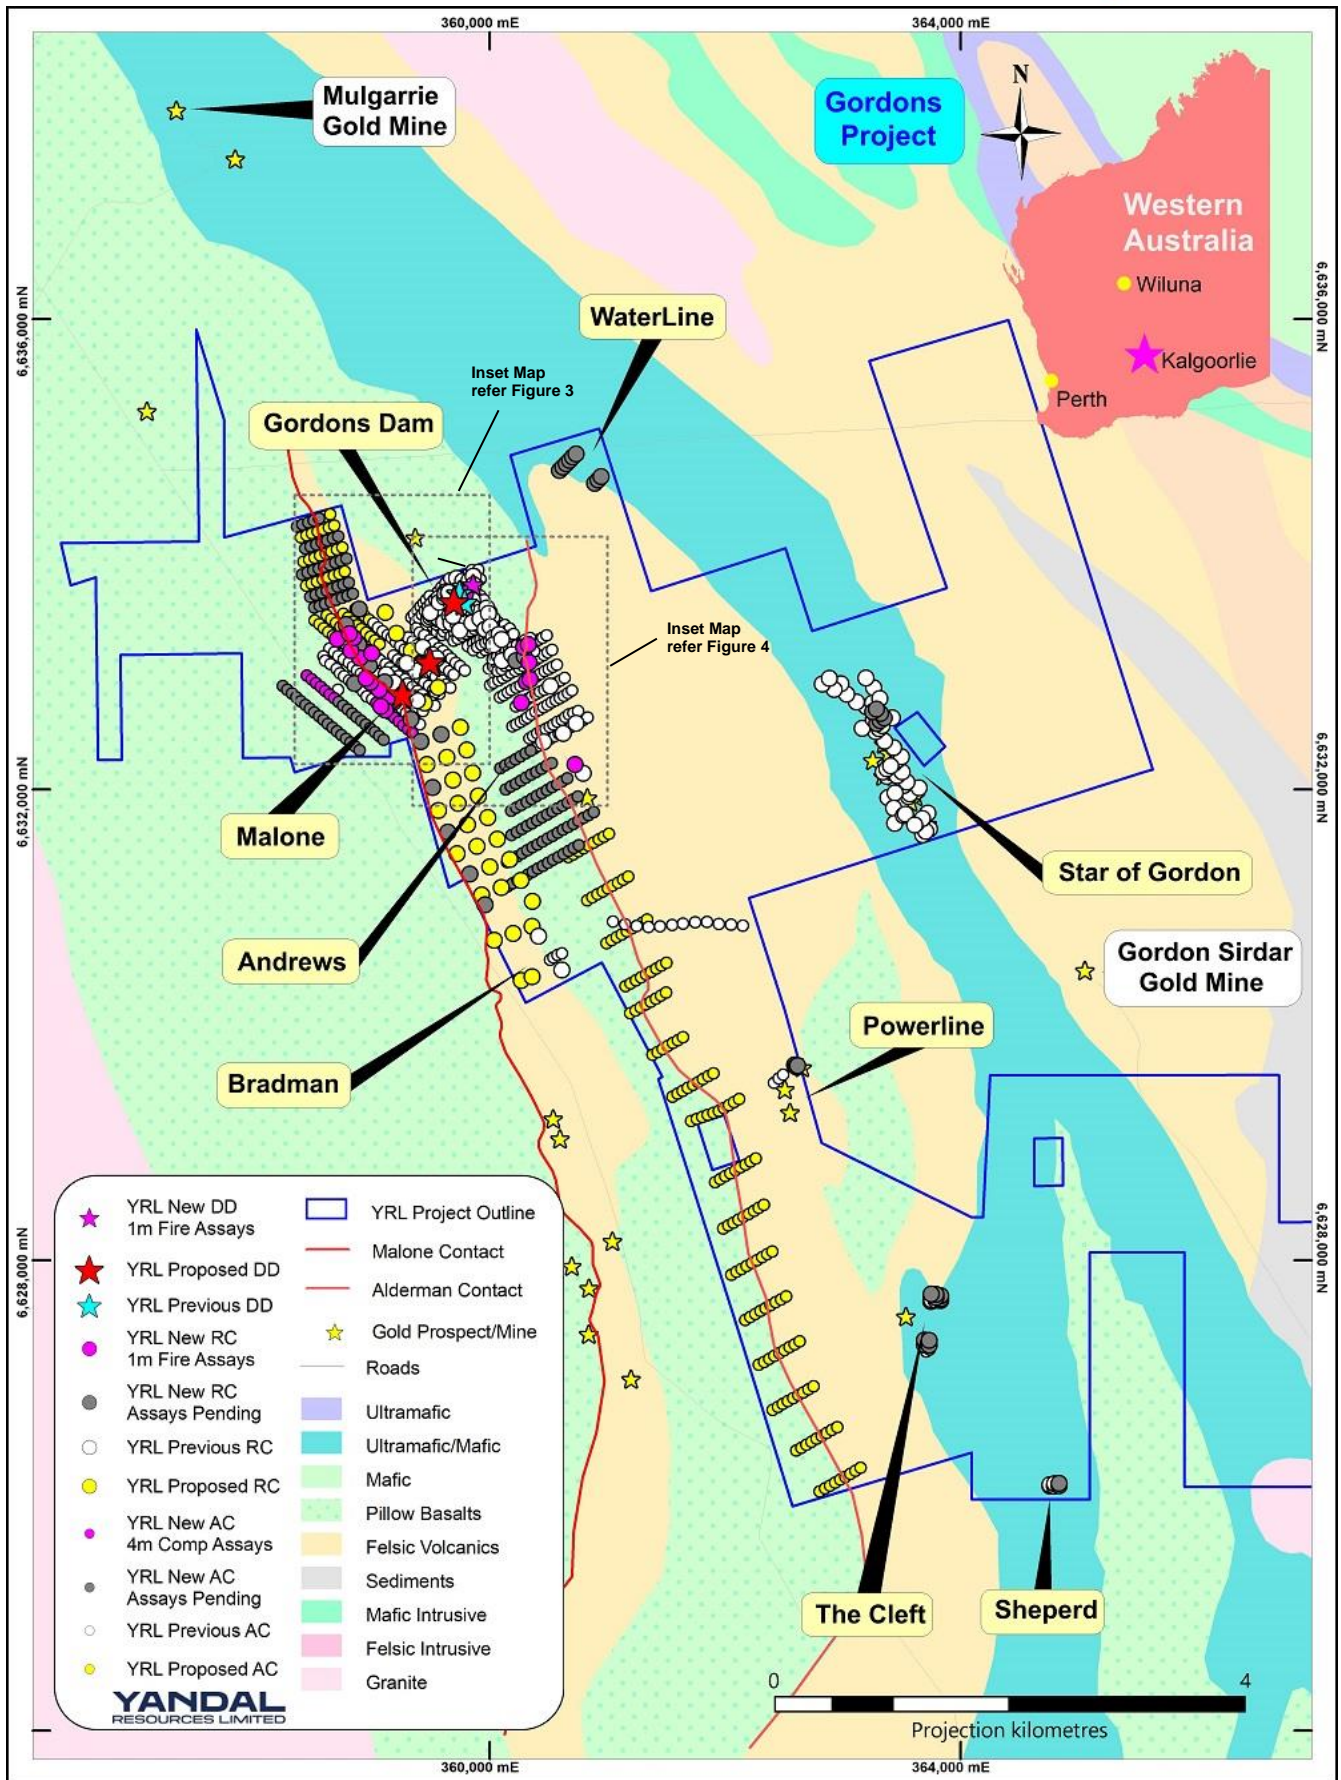 360,000 mE
364,000 mE
Mulgarrie
Gold Mine
Gordons
Project
N
Western
Australia
Wiluna
Kalgoorlie
Perth
6,636,000 mN
6,636,000 mN
WaterLine
Inset Map
refer Figure 3
Gordons Dam
Inset Map
refer Figure 4
6,632,000 mN
6,632,000 mN
Malone
Star of Gordon
Andrews
Gordon Sirdar
Gold Mine
Powerline
Bradman
6,628,000 mN
6,628,000 mN
YRL New DD
1m Fire Assays
YRL Proposed DD
YRL Previous DD
YRL New RC
1m Fire Assays
YRL New RC
Assays Pending
YRL Previous RC
YRL Proposed RC
YRL New AC
4m Comp Assays
YRL New AC
Assays Pending
YRL Previous AC
YRL Proposed AC
YRL Project Outline
Malone Contact
Alderman Contact
Gold Prospect/Mine
Roads
Ultramafic
Ultramafic/Mafic
Mafic
Pillow Basalts
Felsic Volcanics
Sediments
Mafic Intrusive
Felsic Intrusive
Granite
YANDAL
RESOURCES LIMITED
The Cleft
Sheperd
0
4
Projection kilometres
360,000 mE
364,000 mE